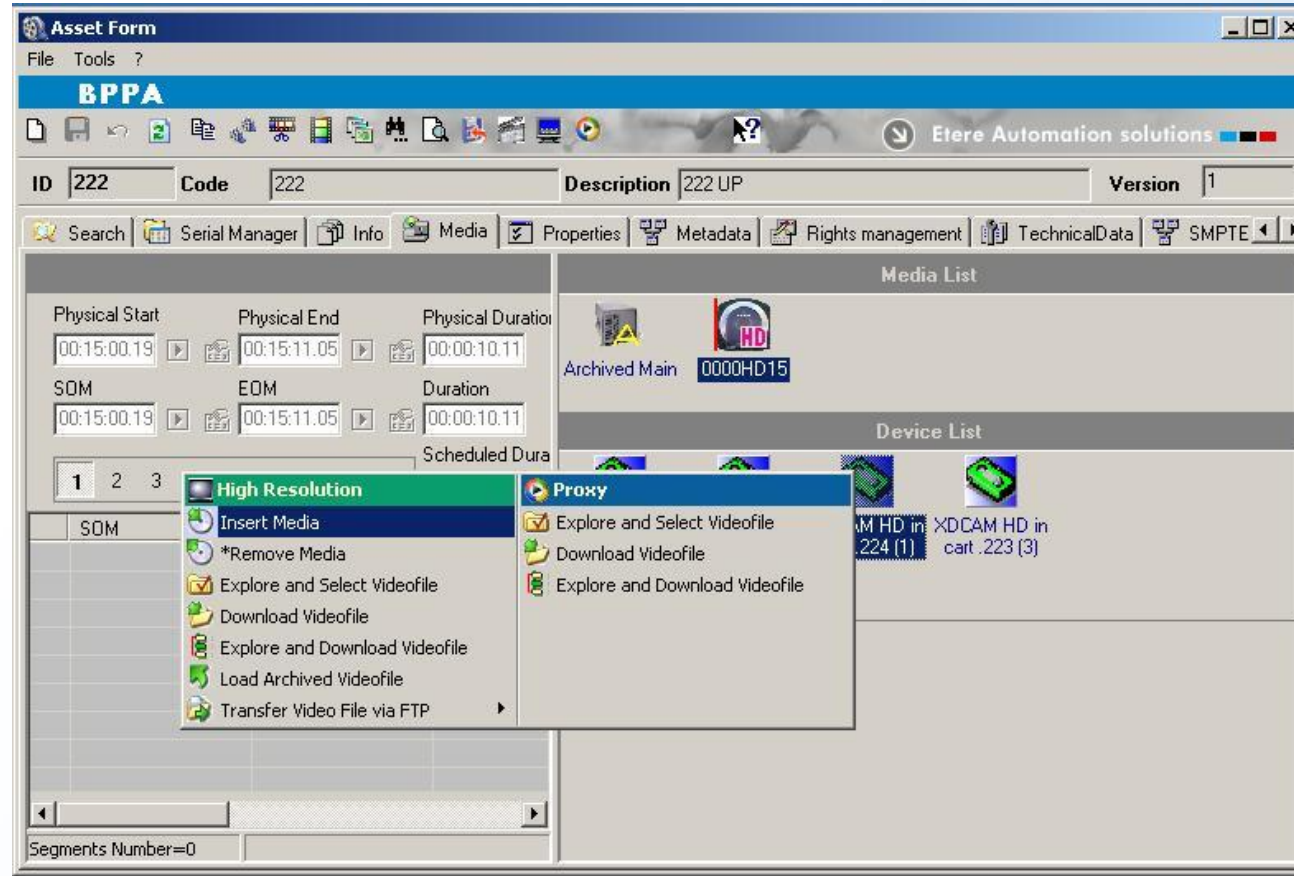 Asset Form
File Tools ?
BPPA
Etere Automation solutions
ID 222 Code 222 Description 222 UP Version 1
Search Serial Manager Info Media Properties Metadata Rights management TechnicalData SMPTE
Media List
Physical Start Physical End Physical Duration
00:15:00.19 00:15:11.05 00:00:10.11
Archived Main 0000HD15
SOM EOM Duration
00:15:00.19 00:15:11.05 00:00:10.11
Device List
Scheduled Dura
1 2 3
High Resolution Proxy
SOM
Insert Media Explore and Select Videofile
*Remove Media Download Videofile
Explore and Select Videofile Explore and Download Videofile
Download Videofile
Explore and Download Videofile
Load Archived Videofile
Transfer Video File via FTP
HD in XDCAM HD in
.224 (1) cart .223 (3)
Segments Number=0